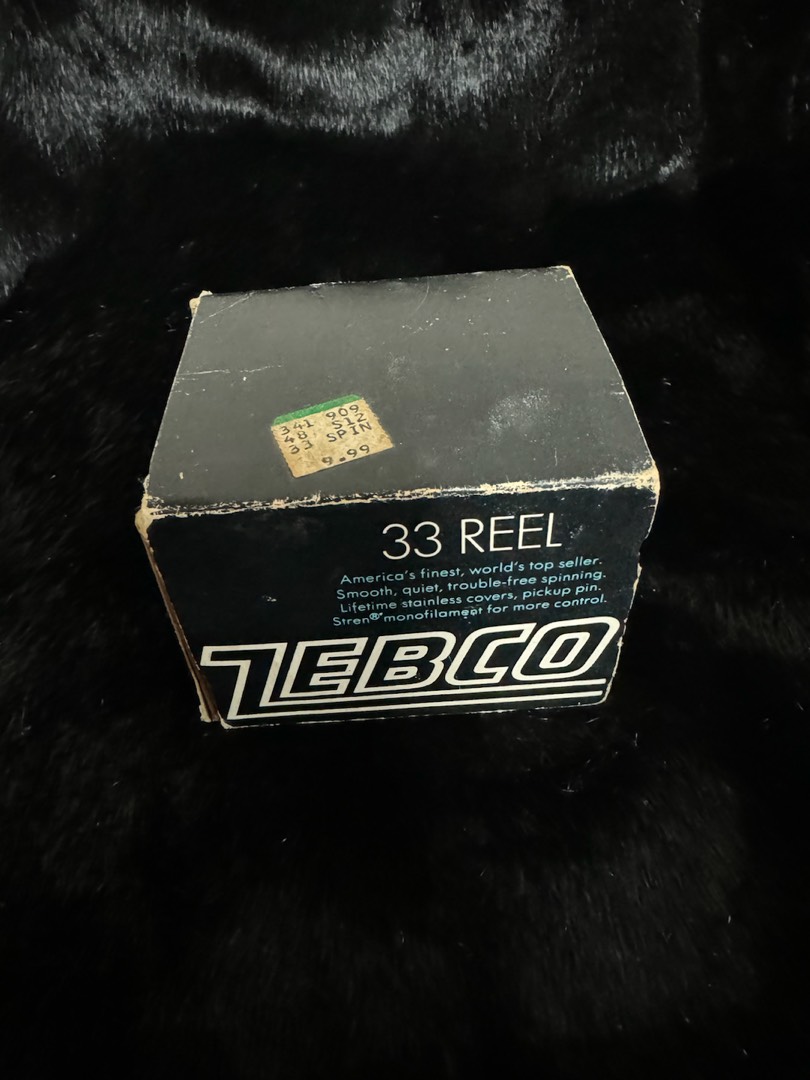 341 909
48 S12
33 SPIN
9.99
33 REEL
America's finest, world's top seller.
Smooth, quiet, trouble-free spinning.
Lifetime stainless covers, pickup pin.
Stren®monofilament for more control.
ZEBCO